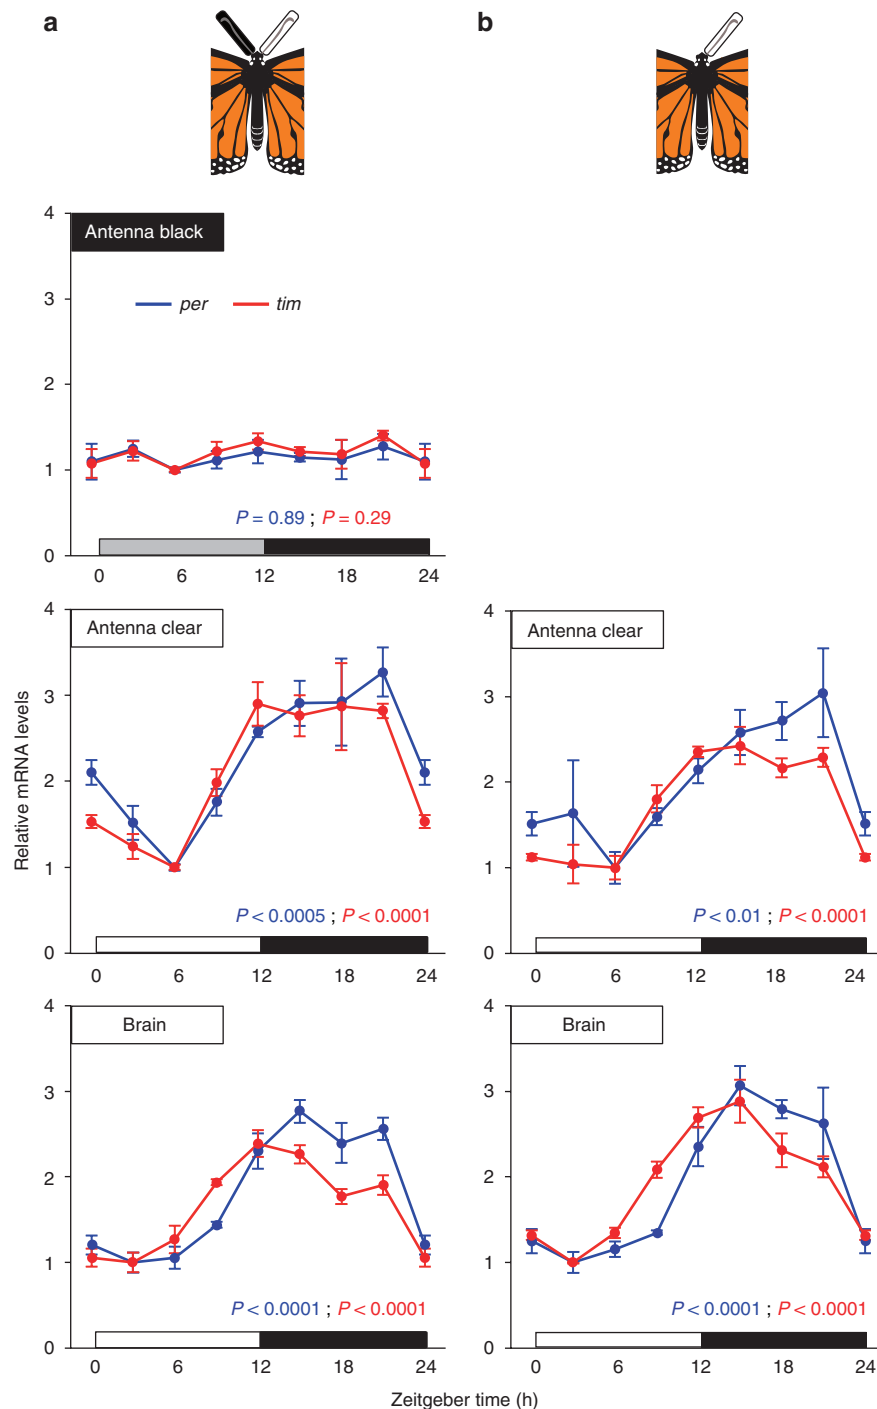 a
b
4
Antenna black
3
per tim
2
1
P = 0.89 ; P = 0.29
0
0 6 12 18 24
4
Antenna clear
3
2
1
P < 0.0005 ; P < 0.0001
0
0 6 12 18 24
4
Antenna clear
3
2
1
P < 0.01 ; P < 0.0001
0
0 6 12 18 24
Relative mRNA levels
4
Brain
3
2
1
P < 0.0001 ; P < 0.0001
0
0 6 12 18 24
4
Brain
3
2
1
P < 0.0001 ; P < 0.0001
0
0 6 12 18 24
Zeitgeber time (h)